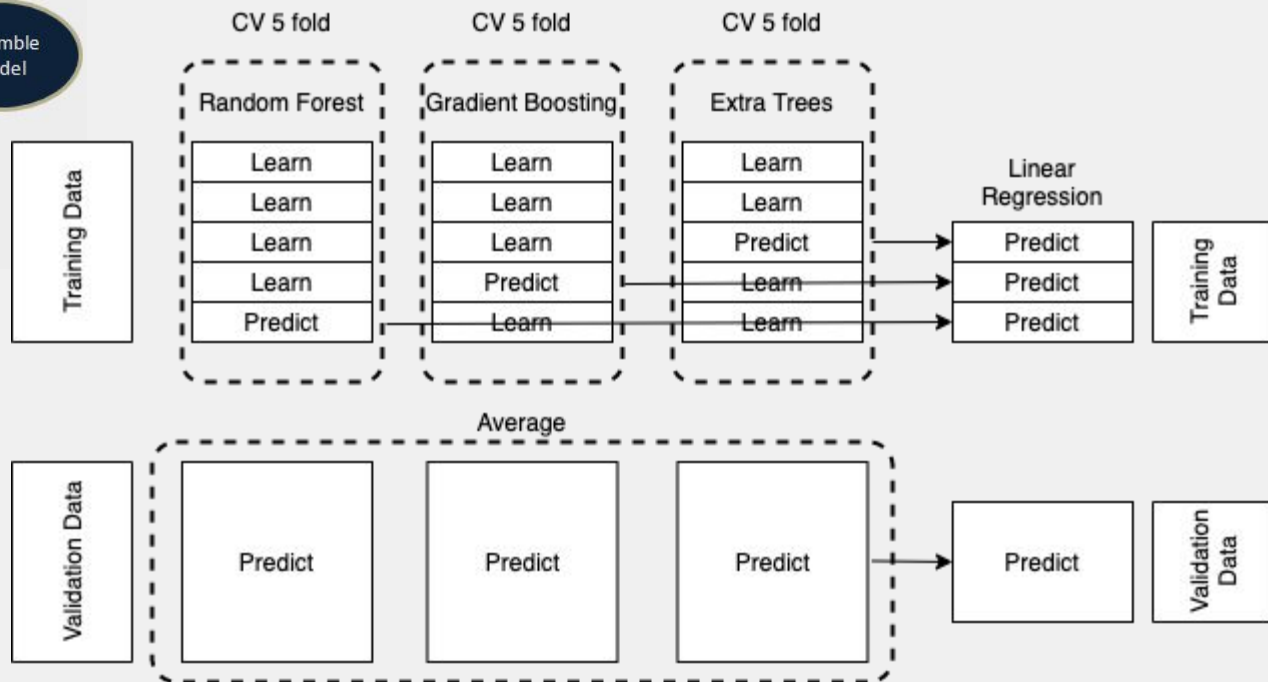 mble
del
CV 5 fold
CV 5 fold
CV 5 fold
Random Forest
Gradient Boosting
Extra Trees
Training Data
Learn
Learn
Learn
Learn
Predict
Learn
Learn
Learn
Predict
Learn
Learn
Learn
Predict
Learn
Learn
Linear
Regression
Predict
Predict
Predict
Training
Data
Average
Validation Data
Predict
Predict
Predict
Predict
Validation
Data